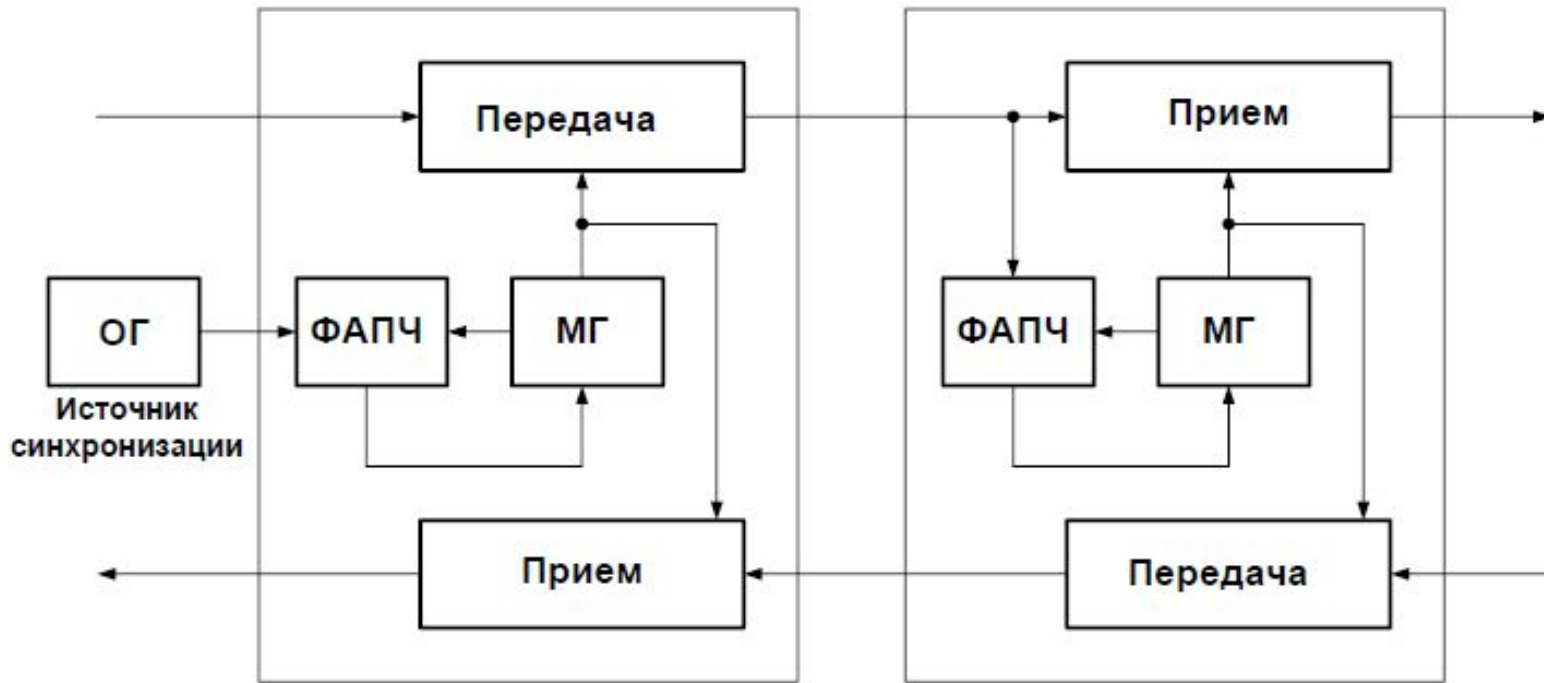 Передача
Прием
ОГ
ФАПЧ
МГ
ФАПЧ
МГ
Источник
синхронизации
Прием
Передача